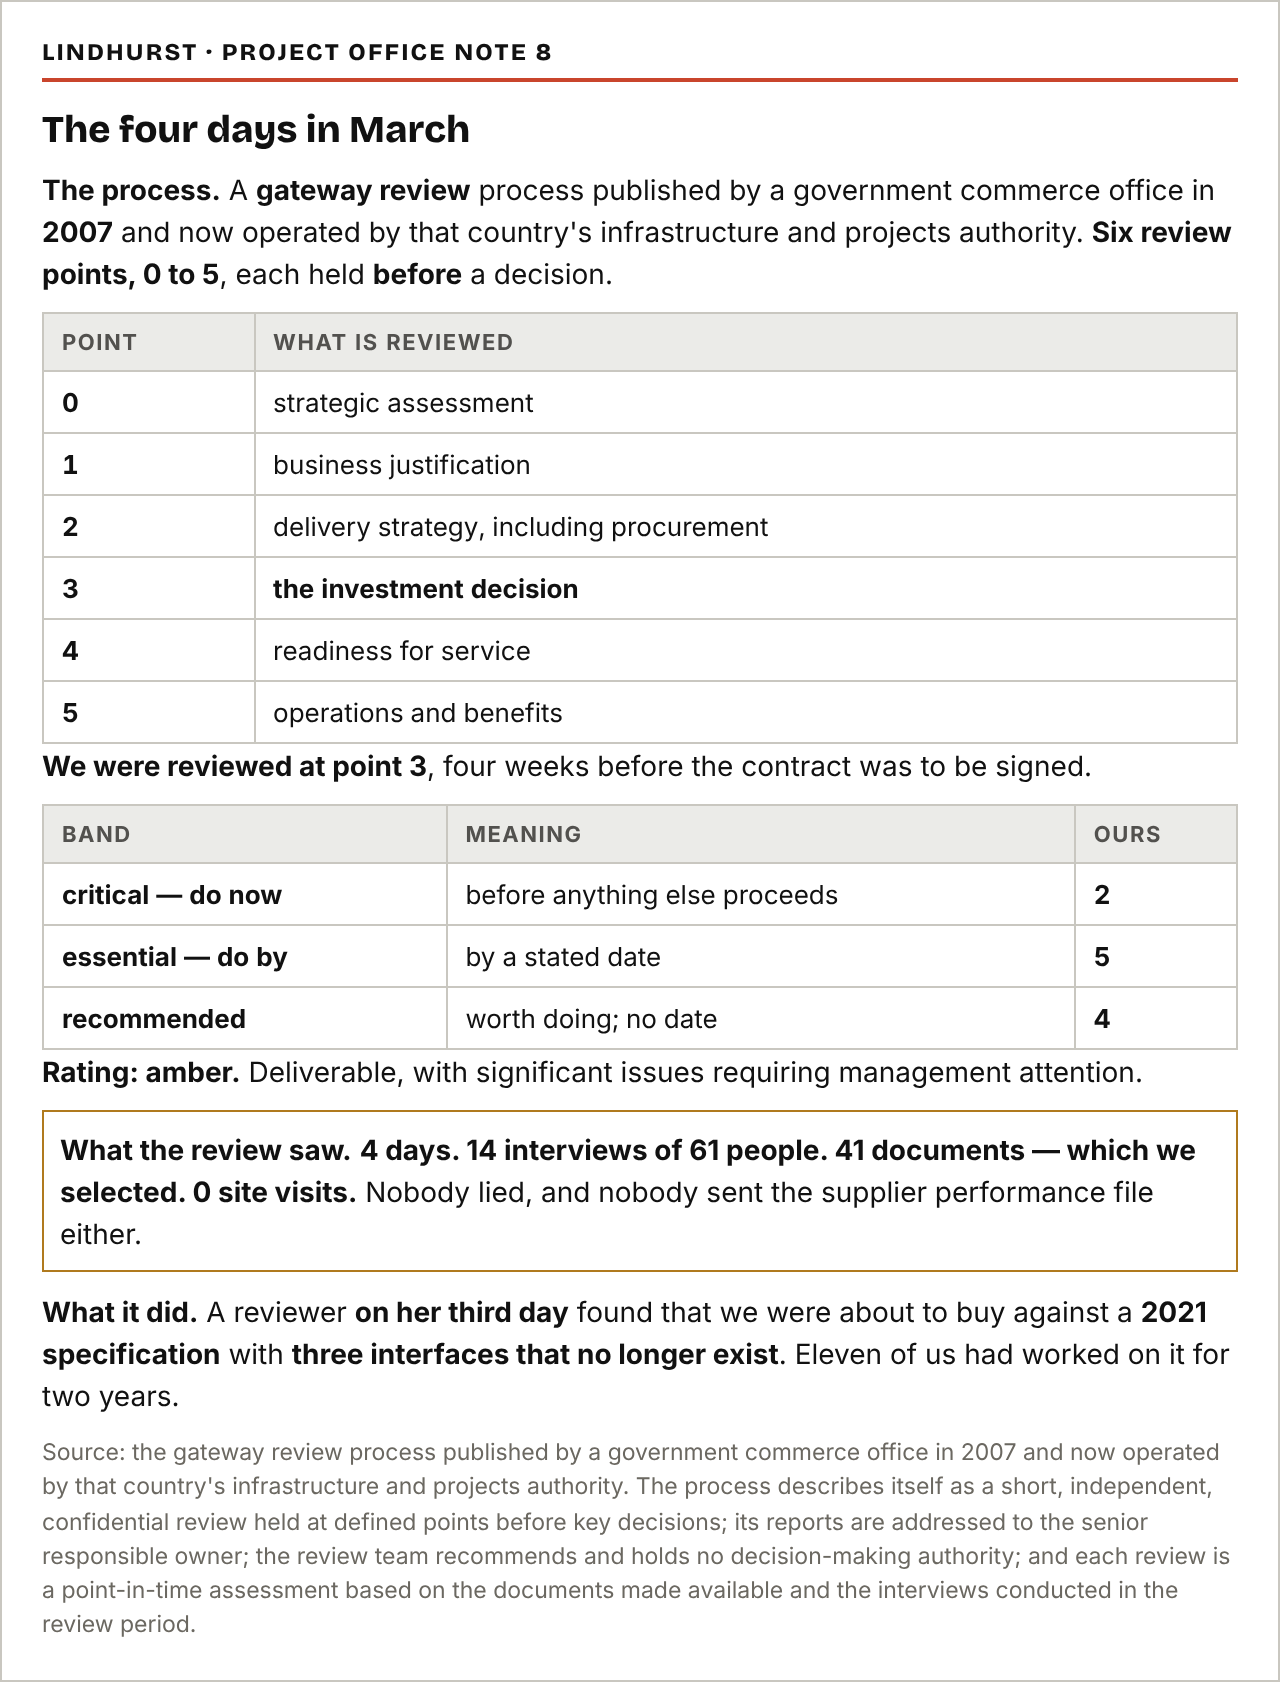 LINDHURST · PROJECT OFFICE NOTE 8
The four days in March
The process. A gateway review process published by a government commerce office in
2007 and now operated by that country's infrastructure and projects authority. Six review
points, 0 to 5, each held before a decision.
POINT WHAT IS REVIEWED
0 strategic assessment
1 business justification
2 delivery strategy, including procurement
3 the investment decision
4 readiness for service
5 operations and benefits
We were reviewed at point 3, four weeks before the contract was to be signed.
BAND MEANING OURS
critical — do now before anything else proceeds 2
essential — do by by a stated date 5
recommended worth doing; no date 4
Rating: amber. Deliverable, with significant issues requiring management attention.
What the review saw. 4 days. 14 interviews of 61 people. 41 documents — which we
selected. 0 site visits. Nobody lied, and nobody sent the supplier performance file
either.
What it did. A reviewer on her third day found that we were about to buy against a 2021
specification with three interfaces that no longer exist. Eleven of us had worked on it for
two years.
Source: the gateway review process published by a government commerce office in 2007 and now operated
by that country's infrastructure and projects authority. The process describes itself as a short, independent,
confidential review held at defined points before key decisions; its reports are addressed to the senior
responsible owner; the review team recommends and holds no decision-making authority; and each review is
a point-in-time assessment based on the documents made available and the interviews conducted in the
review period.